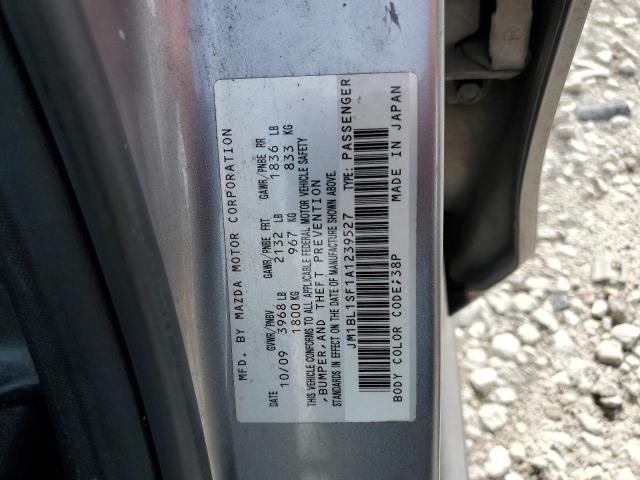 MFD. BY MAZDA MOTOR CORPORATION
GVWR/PNBV GAWR/PNBE FRT GAWR/PNBE RR
DATE 10/09 3968 LB 2132 LB 1836 LB
1800 KG 967 KG 833 KG
THIS VEHICLE CONFORMS TO ALL APPLICABLE FEDERAL MOTOR VEHICLE SAFETY
,BUMPER,AND THEFT PREVENTION
STANDARDS IN EFFECT ON THE DATE OF MANUFACTURE SHOWN ABOVE.
JM1BL1SF1A1239527 TYPE: PASSENGER
BODY COLOR CODE;38P MADE IN JAPAN